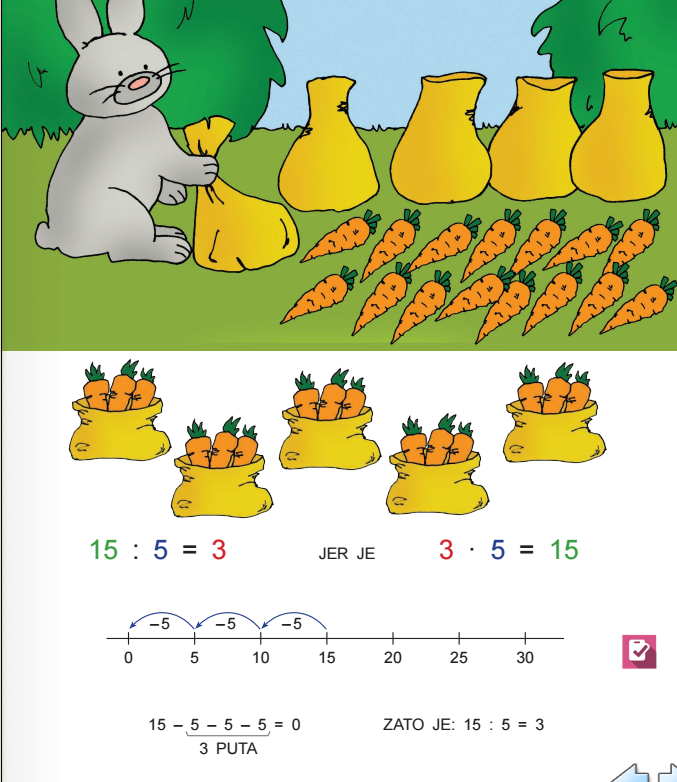 15 : 5 = 3 JER JE 3 · 5 = 15
–5 –5 –5
0 5 10 15 20 25 30
15 – 5 – 5 – 5 = 0 ZATO JE: 15 : 5 = 3
3 PUTA